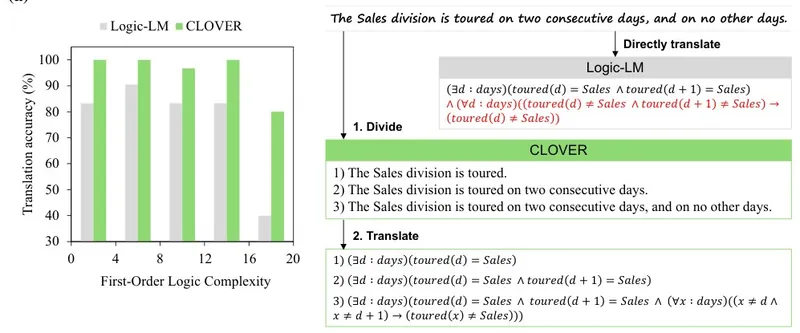 Logic-LM CLOVER
Translation accuracy (%)
100
90
80
70
60
50
40
30
0 4 8 12 16 20
First-Order Logic Complexity
The Sales division is toured on two consecutive days, and on no other days.
Directly translate
Logic-LM
(∃d : days)(toured(d) = Sales ∧ toured(d + 1) = Sales)
∧ (∀d : days)((toured(d) ≠ Sales ∧ toured(d + 1) ≠ Sales) →
(toured(d) ≠ Sales))
1. Divide
CLOVER
1) The Sales division is toured.
2) The Sales division is toured on two consecutive days.
3) The Sales division is toured on two consecutive days, and on no other days.
2. Translate
1) (∃d : days)(toured(d) = Sales)
2) (∃d : days)(toured(d) = Sales ∧ toured(d + 1) = Sales)
3) (∃d : days)(toured(d) = Sales ∧ toured(d + 1) = Sales ∧ (∀x : days)((x ≠ d ∧
x ≠ d + 1) → (toured(x) ≠ Sales)))